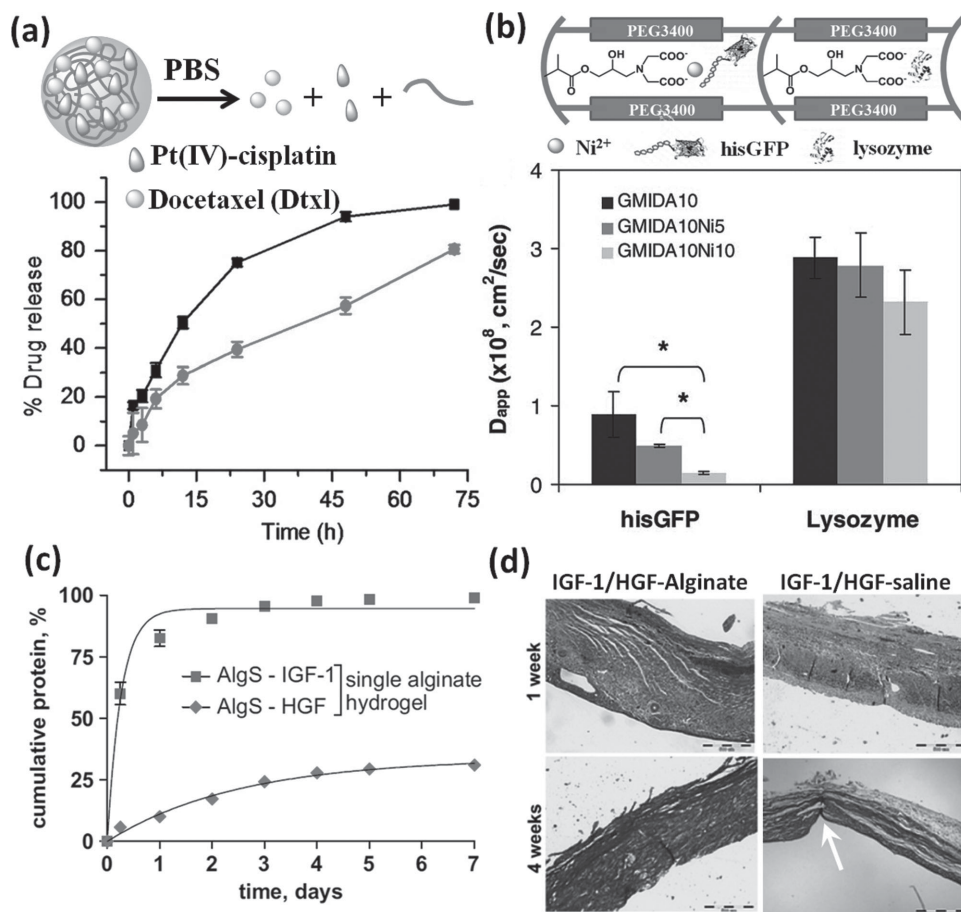 (a)
PBS
+
+
Pt(IV)-cisplatin
Docetaxel (Dtxl)
% Drug release
100
80
60
40
20
0
0 15 30 45 60 75
Time (h)
(b)
PEG3400 PEG3400
OH COOO⁻ OH COO⁻
O N O N
O COO⁻ O COO⁻
PEG3400 PEG3400
Ni²⁺ hisGFP lysozyme
GMIDA10
GMIDA10Ni5
GMIDA10Ni10
Dapp (x10⁸, cm²/sec)
4
3
2
1
0
*
*
hisGFP Lysozyme
(c)
cumulative protein, %
100
75
50
25
0
AlgS - IGF-1
AlgS - HGF
single alginate
hydrogel
0 1 2 3 4 5 6 7
time, days
(d)
IGF-1/HGF-Alginate IGF-1/HGF-saline
1 week
4 weeks